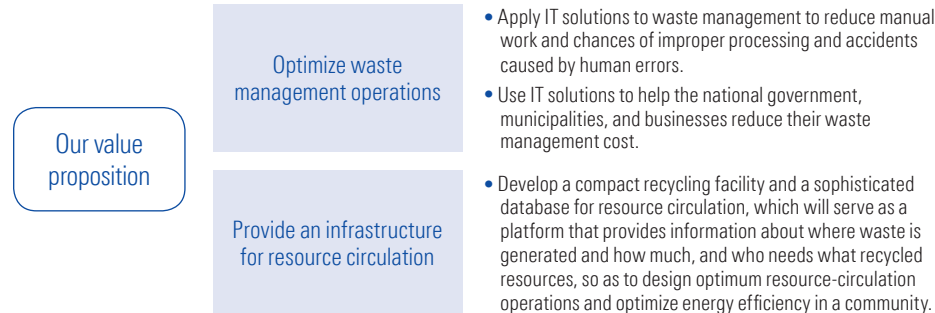 Our value
proposition
Optimize waste
management operations
• Apply IT solutions to waste management to reduce manual
work and chances of improper processing and accidents
caused by human errors.
• Use IT solutions to help the national government,
municipalities, and businesses reduce their waste
management cost.
Provide an infrastructure
for resource circulation
• Develop a compact recycling facility and a sophisticated
database for resource circulation, which will serve as a
platform that provides information about where waste is
generated and how much, and who needs what recycled
resources, so as to design optimum resource-circulation
operations and optimize energy efficiency in a community.